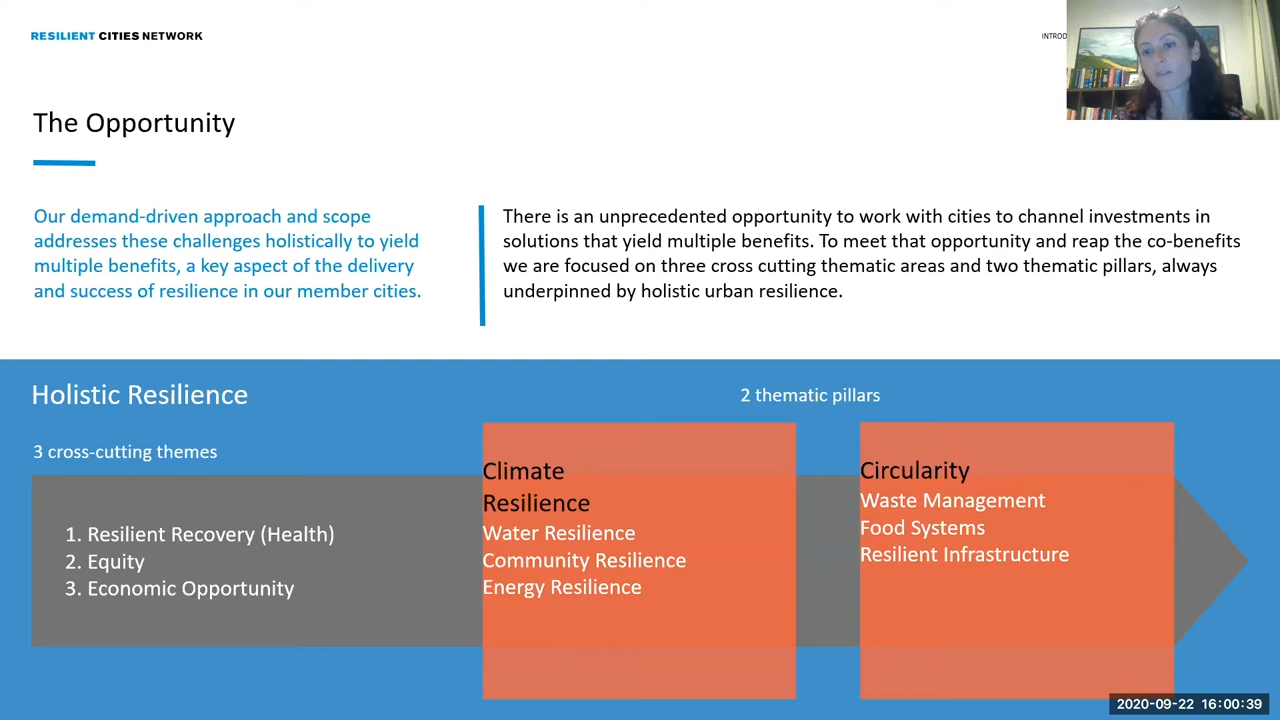 RESILIENT CITIES NETWORK
The Opportunity
Our demand-driven approach and scope
addresses these challenges holistically to yield
multiple benefits, a key aspect of the delivery
and success of resilience in our member cities.
There is an unprecedented opportunity to work with cities to channel investments in
solutions that yield multiple benefits. To meet that opportunity and reap the co-benefits
we are focused on three cross cutting thematic areas and two thematic pillars, always
underpinned by holistic urban resilience.
Holistic Resilience
3 cross-cutting themes
1. Resilient Recovery (Health)
2. Equity
3. Economic Opportunity
2 thematic pillars
Climate
Resilience
Water Resilience
Community Resilience
Energy Resilience
Circularity
Waste Management
Food Systems
Resilient Infrastructure
2020-09-22 16:00:39